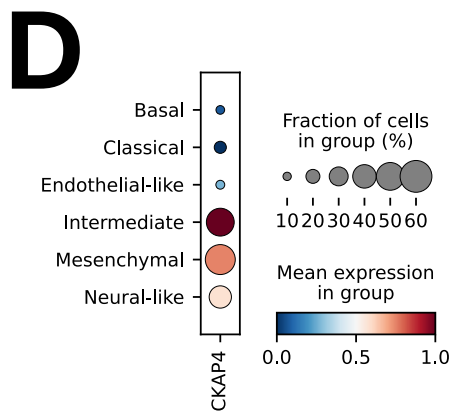 D
Basal
Classical
Endothelial-like
Intermediate
Mesenchymal
Neural-like
CKAP4
Fraction of cells
in group (%)
10 20 30 40 50 60
Mean expression
in group
0.0 0.5 1.0